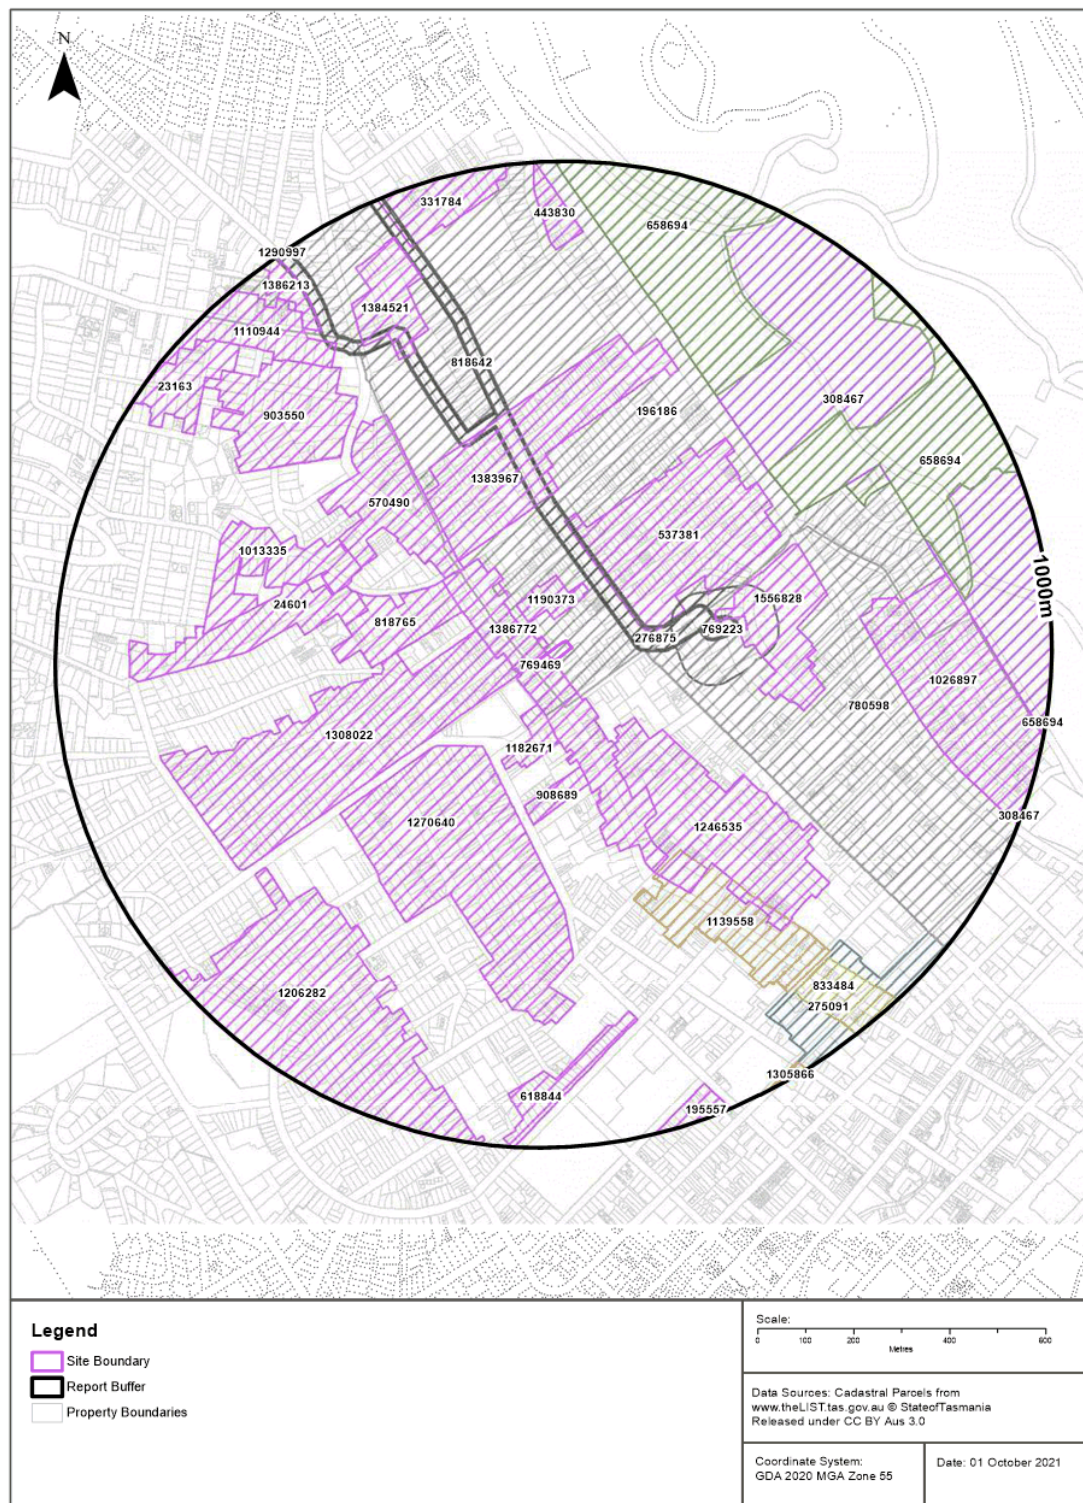 N
331784
443830
658694
1290997
1386213
1384521
1110944
818642
23163
308467
196186
903550
658694
1383967
570490
537381
1013335
1000m
24601
1190373
1556828
818765
1386772
276875
769223
769469
1026897
780598
658694
1308022
1182671
908689
308467
1270640
1246535
1139558
833484
1206282
275091
1305866
618844
195557
Legend
Site Boundary
Report Buffer
Property Boundaries
Scale:
0 100 200 400 600
Metres
Data Sources: Cadastral Parcels from
www.theLIST.tas.gov.au © StateofTasmania
Released under CC BY Aus 3.0
Coordinate System:
GDA 2020 MGA Zone 55
Date: 01 October 2021